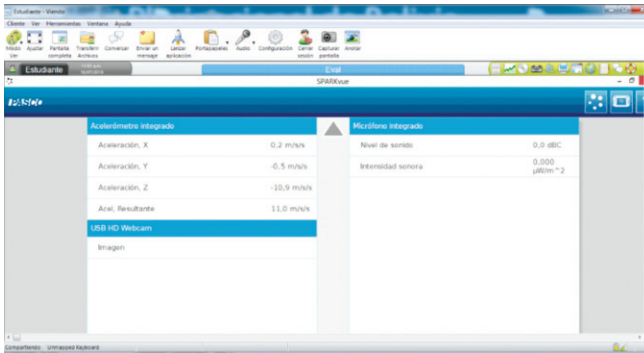 Estudiante - Viendo
Cliente Ver Herramientas Ventana Ayuda
Modo Ver
Ajustar
Pantalla completa
Transferir Archivos
Conversar
Enviar un mensaje
Lanzar aplicación
Portapapeles
Audio
Configuración
Cerrar sesión
Capturar pantalla
Anotar
Estudiante
Eval
SPARKvue
PASCO
Acelerómetro integrado
Aceleración, X 0,2 m/s/s
Aceleración, Y -0,5 m/s/s
Aceleración, Z -10,9 m/s/s
Acel, Resultante 11,0 m/s/s
USB HD Webcam
Imagen
Micrófono integrado
Nivel de sonido 0,0 dBC
Intensidad sonora 0,000 µW/m^2
Compartiendo Unmapped Keyboard